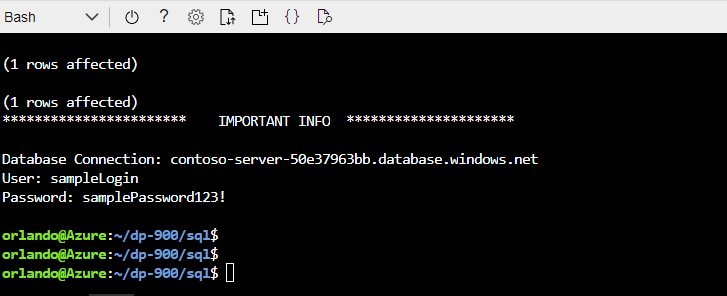 Bash
(1 rows affected)
(1 rows affected)
*********************** IMPORTANT INFO *********************
Database Connection: contoso-server-50e37963bb.database.windows.net
User: sampleLogin
Password: samplePassword123!
orlando@Azure:~/dp-900/sql$
orlando@Azure:~/dp-900/sql$
orlando@Azure:~/dp-900/sql$